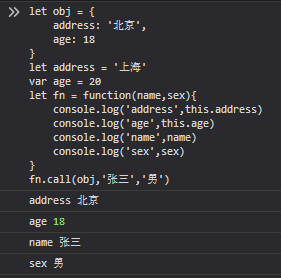 let obj = {
    address: '北京',
    age: 18
}
let address = '上海'
var age = 20
let fn = function(name,sex){
    console.log('address',this.address)
    console.log('age',this.age)
    console.log('name',name)
    console.log('sex',sex)
}
fn.call(obj,'张三','男')
address 北京
age 18
name 张三
sex 男